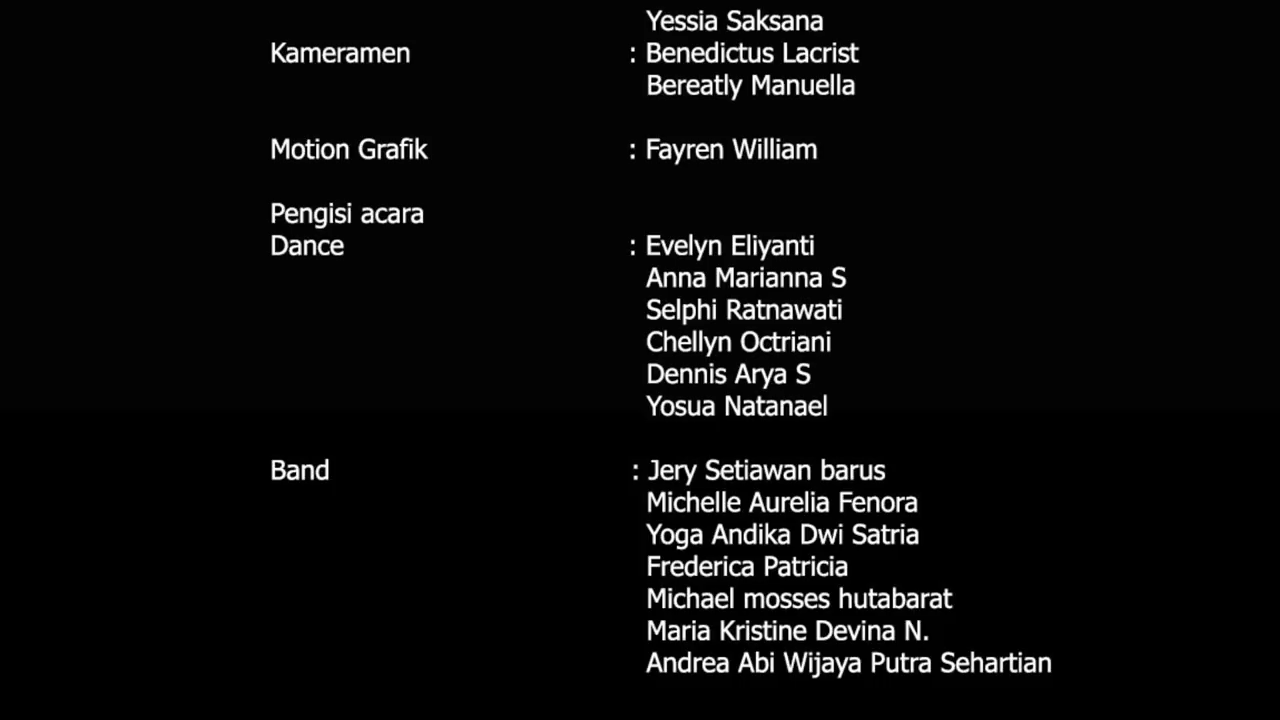 Yessia Saksana
Kameramen : Benedictus Lacrist
Bereatly Manuella
Motion Grafik : Fayren William
Pengisi acara
Dance : Evelyn Eliyanti
Anna Marianna S
Selphi Ratnawati
Chellyn Octriani
Dennis Arya S
Yosua Natanael
Band : Jery Setiawan barus
Michelle Aurelia Fenora
Yoga Andika Dwi Satria
Frederica Patricia
Michael mosses hutabarat
Maria Kristine Devina N.
Andrea Abi Wijaya Putra Sehartian